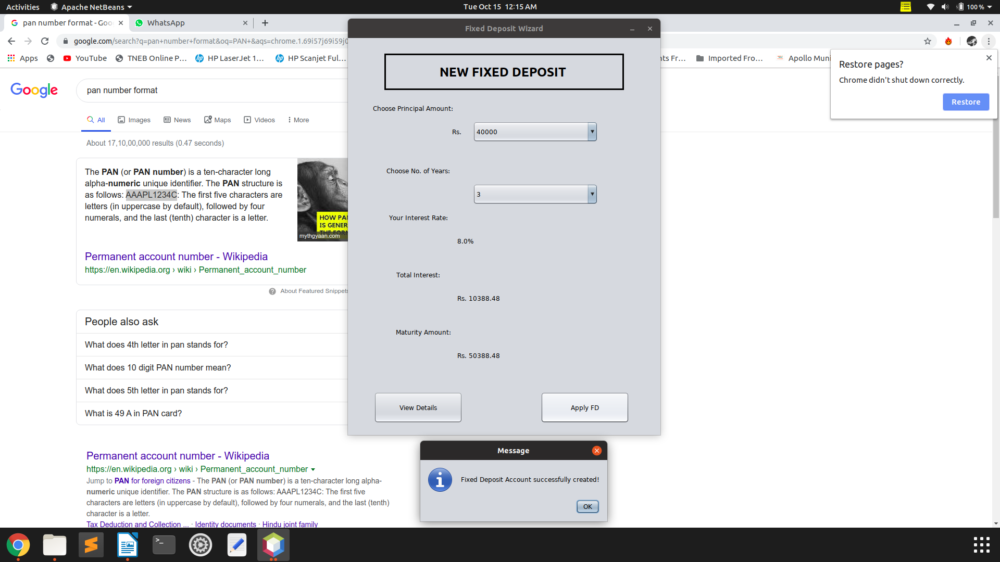 Activities
Apache NetBeans
Tue Oct 15 12:15 AM
100 %
pan number format - Goo
WhatsApp
google.com/search?q=pan+number+format&oq=PAN+&aqs=chrome.1.69i57j69i59j0
Apps
YouTube
TNEB Online P...
HP LaserJet 1...
HP Scanjet Ful...
nts Fr...
Imported Fro...
Apollo Muni
Restore pages?
Chrome didn't shut down correctly.
Restore
Google
pan number format
All
Images
News
Maps
Videos
More
About 17,10,00,000 results (0.47 seconds)
The PAN (or PAN number) is a ten-character long
alpha-numeric unique identifier. The PAN structure is
as follows: AAAPL1234C: The first five characters are
letters (in uppercase by default), followed by four
numerals, and the last (tenth) character is a letter.
HOW PA
IS GENER
THE FOR
mythgyaan.com
Permanent account number - Wikipedia
https://en.wikipedia.org › wiki › Permanent_account_number
About Featured Snippets
People also ask
What does 4th letter in pan stands for?
What does 10 digit PAN number mean?
What does 5th letter in pan stands for?
What is 49 A in PAN card?
Permanent account number - Wikipedia
https://en.wikipedia.org › wiki › Permanent_account_number
Jump to PAN for foreign citizens - The PAN (or PAN number) is a ten-character long alpha-
numeric unique identifier. The PAN structure is as follows: AAAPL1234C: The first five
characters are letters (in uppercase by default), followed by four numerals, and the last (tenth)
character is a letter.
Tax Deduction and Collection ... · Identity documents · Hindu joint family
Fixed Deposit Wizard
NEW FIXED DEPOSIT
Choose Principal Amount:
Rs.
40000
Choose No. of Years:
3
Your Interest Rate:
8.0%
Total Interest:
Rs. 10388.48
Maturity Amount:
Rs. 50388.48
View Details
Apply FD
Message
Fixed Deposit Account successfully created!
OK